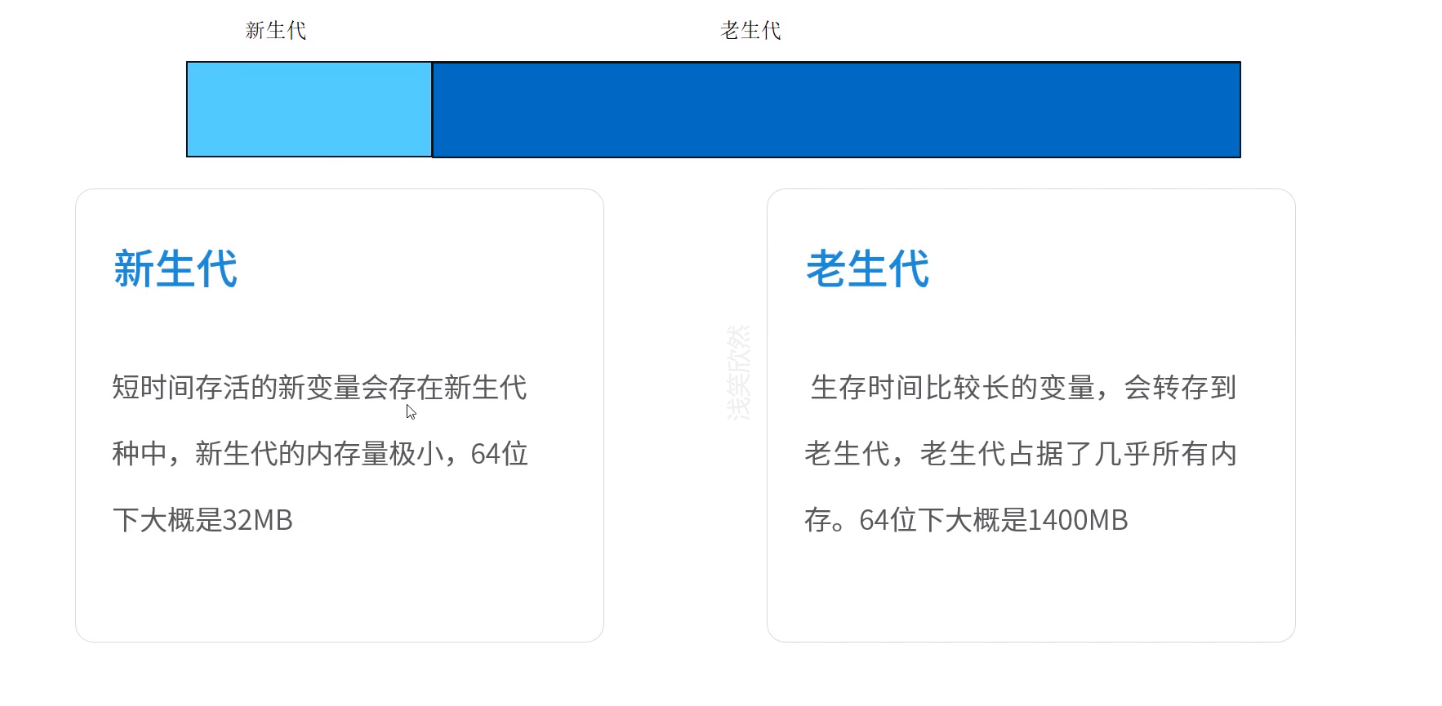 新生代
老生代
新生代
短时间存活的新变量会存在新生代
种中，新生代的内存量极小，64位
下大概是32MB
老生代
生存时间比较长的变量，会转存到
老生代，老生代占据了几乎所有内
存。64位下大概是1400MB
浅笑欣然